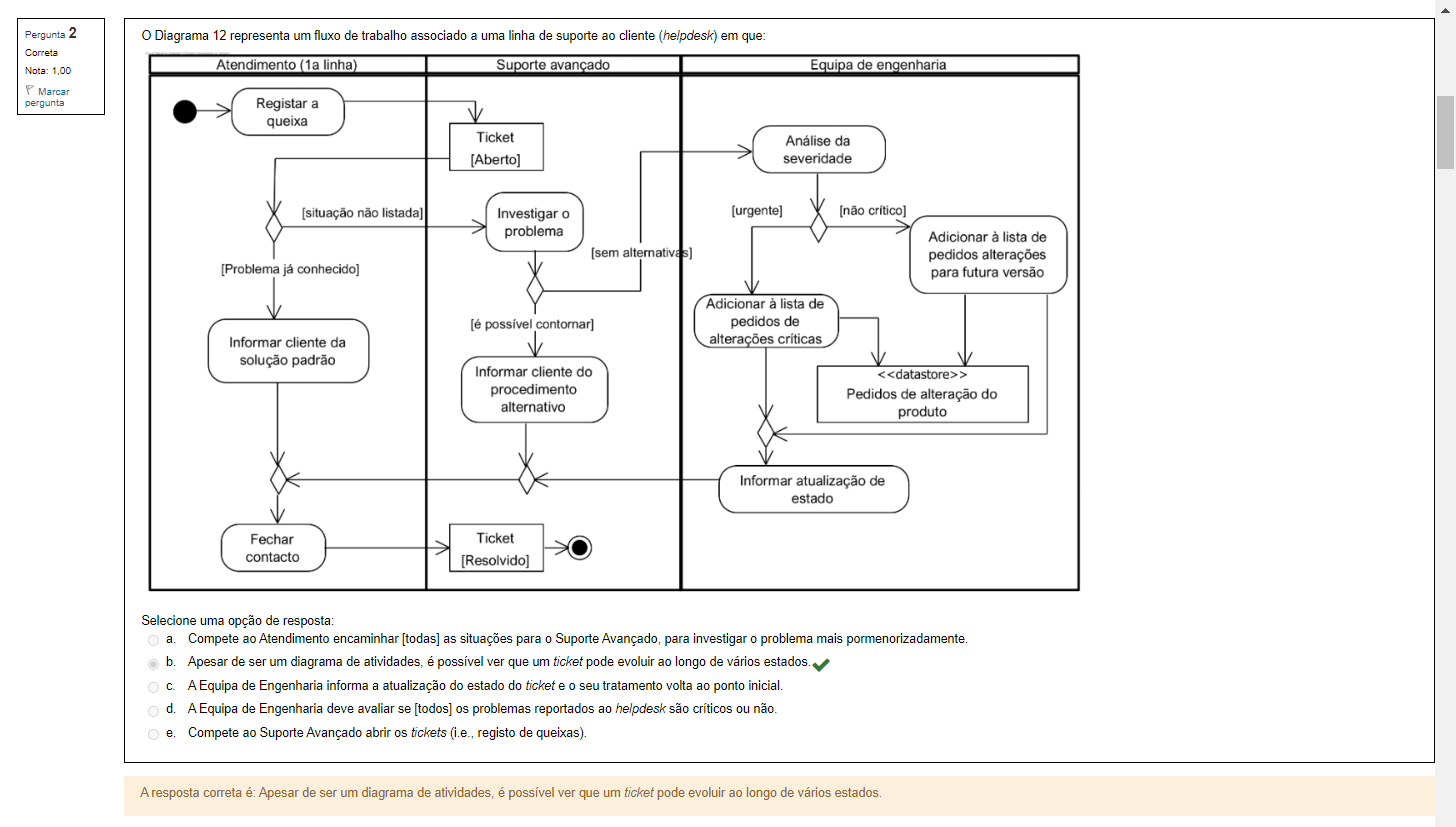 Pergunta 2
Correta
Nota: 1,00
Marcar
pergunta
O Diagrama 12 representa um fluxo de trabalho associado a uma linha de suporte ao cliente (helpdesk) em que:
Atendimento (1a linha)
Suporte avançado
Equipa de engenharia
Registar a
queixa
Ticket
[Aberto]
Análise da
severidade
[situação não listada]
Investigar o
problema
[urgente]
[não crítico]
Adicionar à lista de
pedidos alterações
para futura versão
[sem alternativas]
[Problema já conhecido]
Adicionar à lista de
pedidos de
alterações críticas
[é possível contornar]
Informar cliente da
solução padrão
Informar cliente do
procedimento
alternativo
<<datastore>>
Pedidos de alteração do
produto
Informar atualização de
estado
Fechar
contacto
Ticket
[Resolvido]
Selecione uma opção de resposta:
a. Compete ao Atendimento encaminhar [todas] as situações para o Suporte Avançado, para investigar o problema mais pormenorizadamente.
b. Apesar de ser um diagrama de atividades, é possível ver que um ticket pode evoluir ao longo de vários estados.
c. A Equipa de Engenharia informa a atualização do estado do ticket e o seu tratamento volta ao ponto inicial.
d. A Equipa de Engenharia deve avaliar se [todos] os problemas reportados ao helpdesk são críticos ou não.
e. Compete ao Suporte Avançado abrir os tickets (i.e., registo de queixas).
A resposta correta é: Apesar de ser um diagrama de atividades, é possível ver que um ticket pode evoluir ao longo de vários estados.